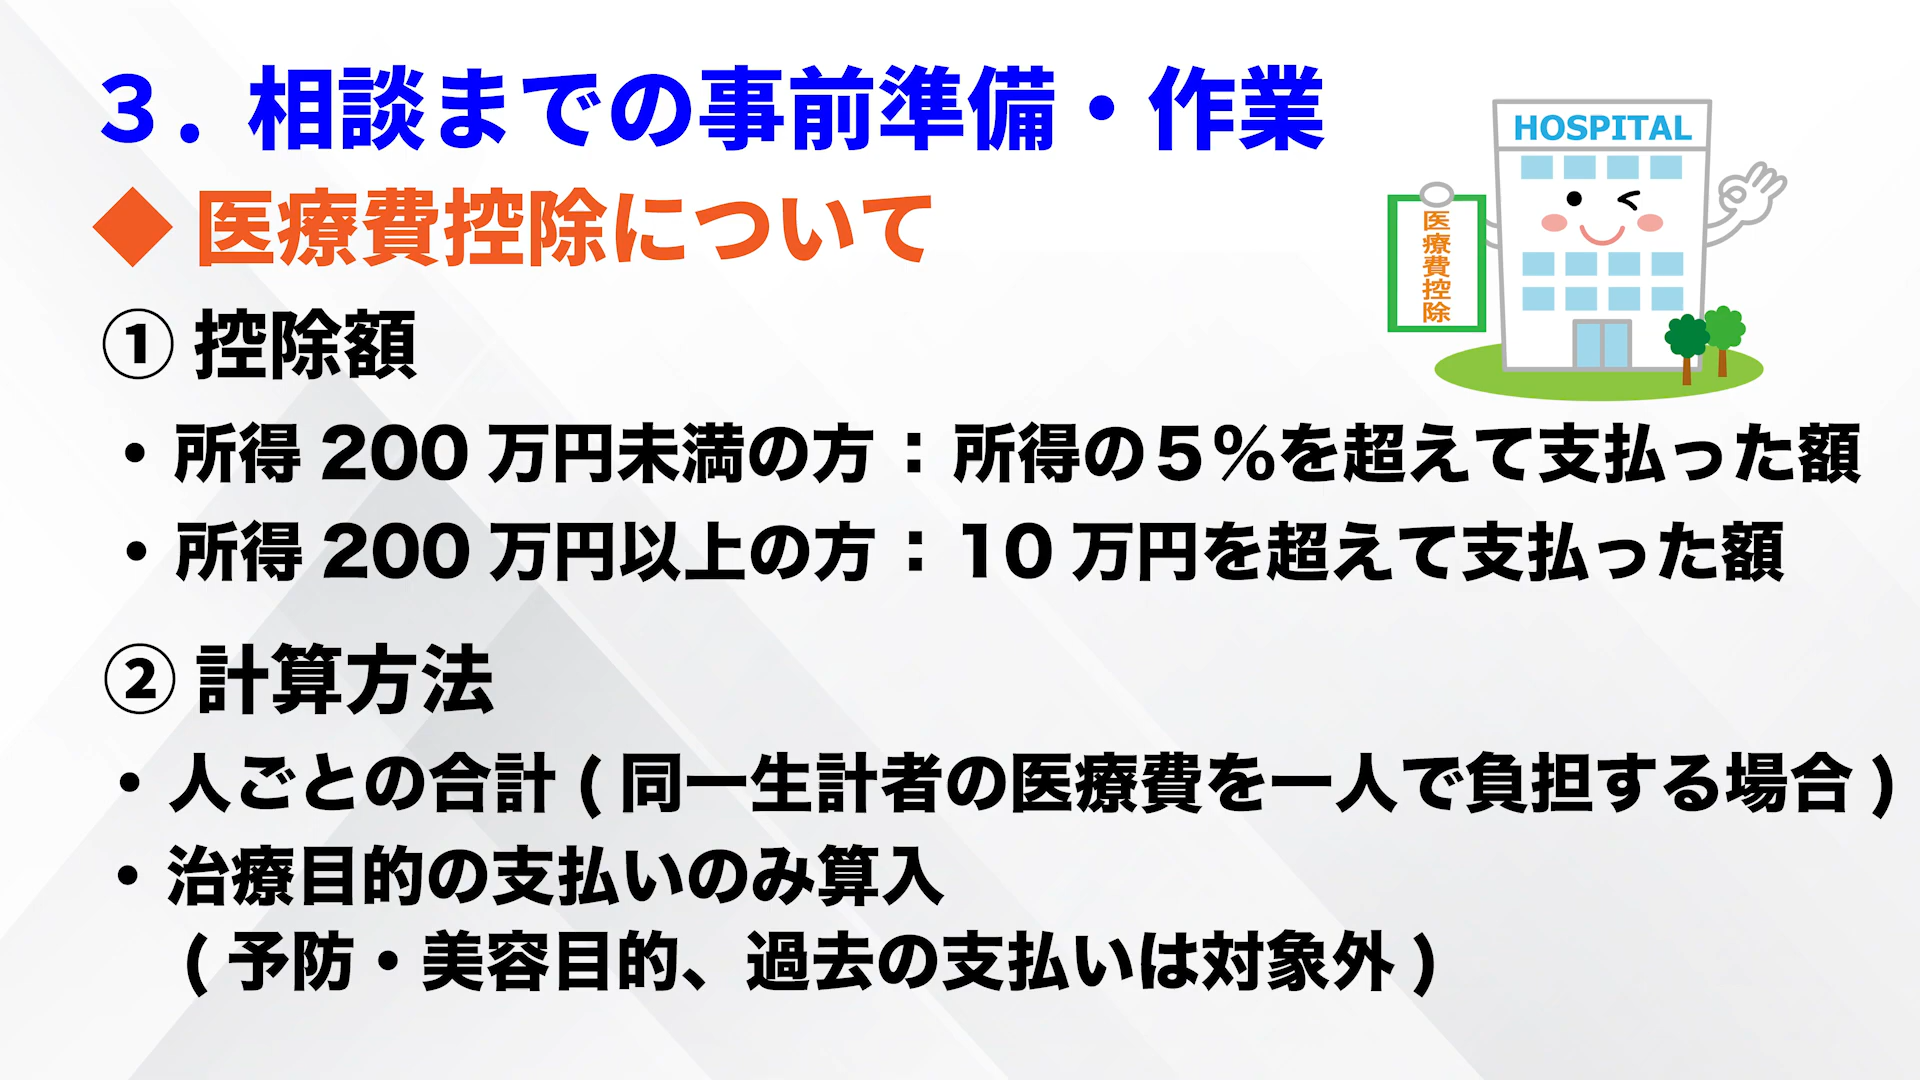 ３．相談までの事前準備・作業
HOSPITAL
◆ 医療費控除について
医療費控除
① 控除額
・所得 200 万円未満の方：所得の５％を超えて支払った額
・所得 200 万円以上の方：10 万円を超えて支払った額
② 計算方法
・人ごとの合計 ( 同一生計者の医療費を一人で負担する場合 )
・治療目的の支払いのみ算入
( 予防・美容目的、過去の支払いは対象外 )